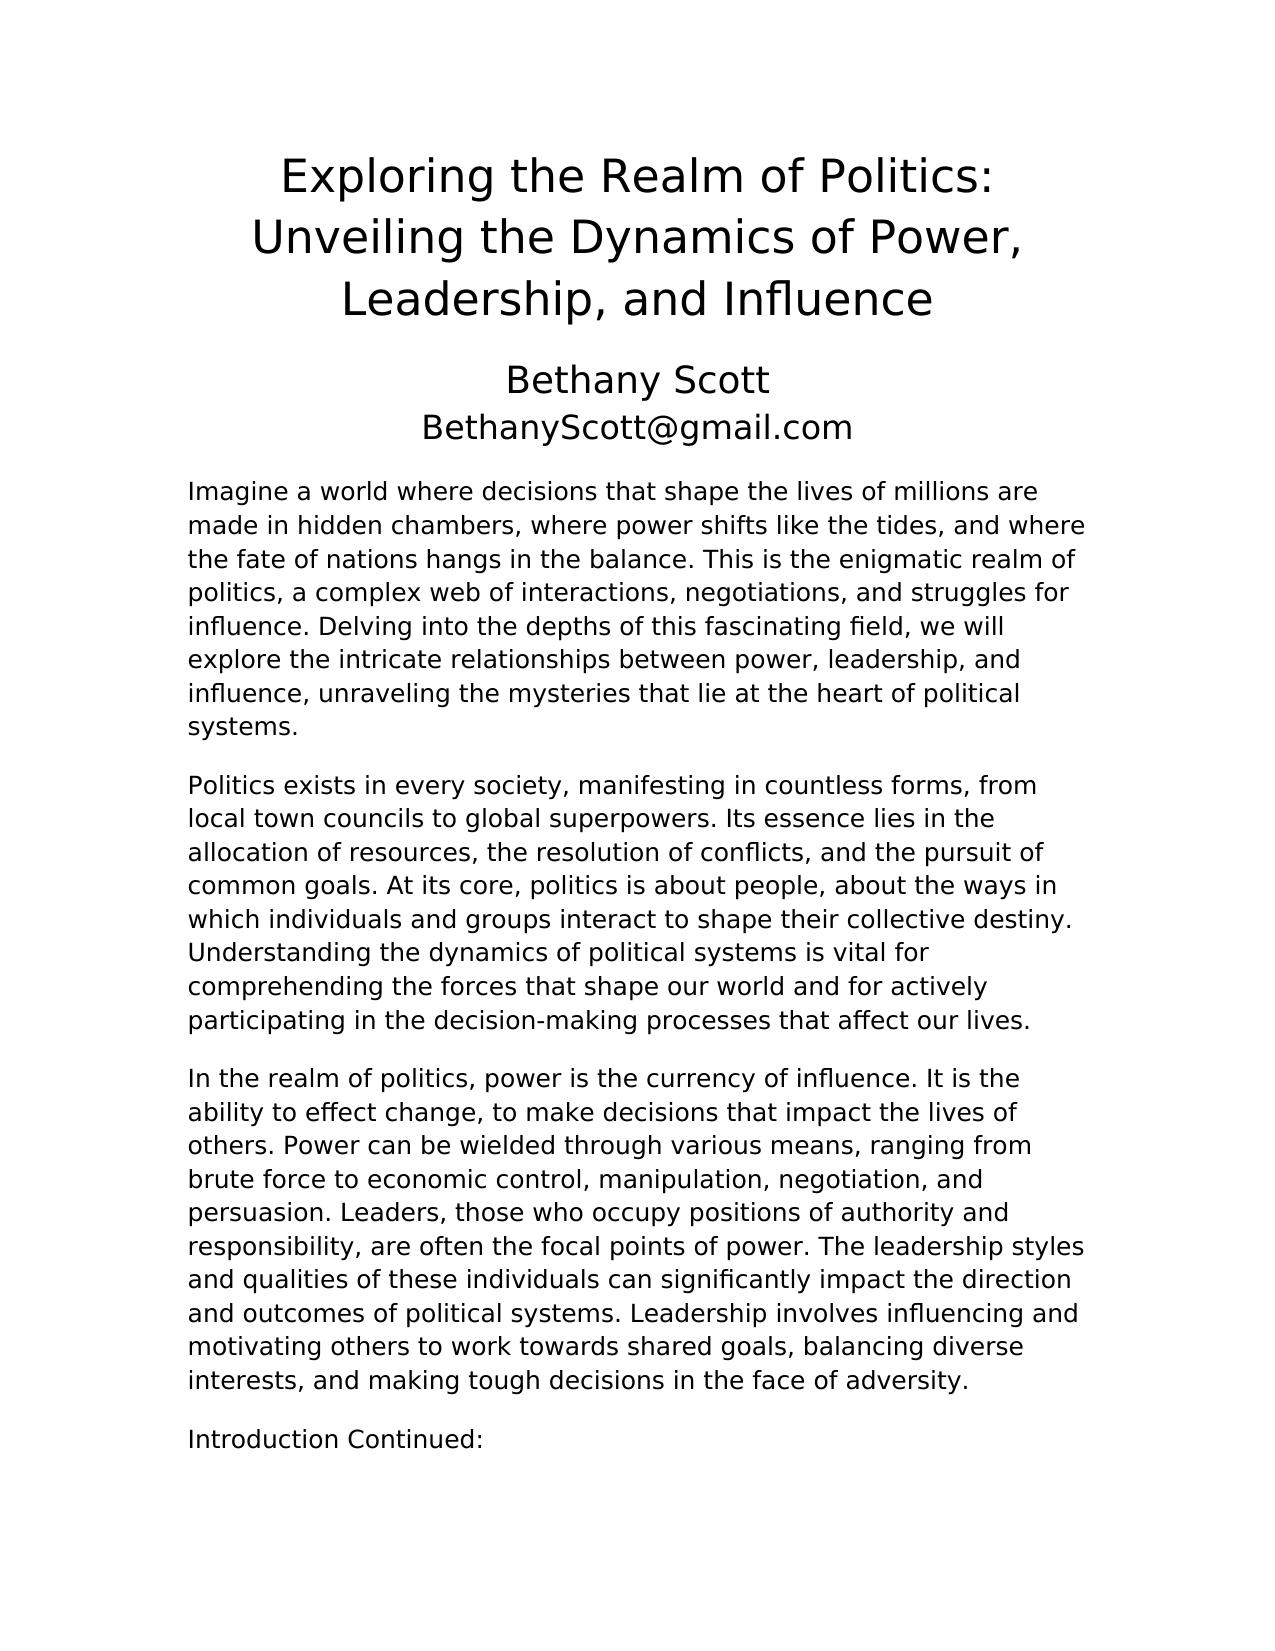 Exploring the Realm of Politics:
Unveiling the Dynamics of Power,
Leadership, and Influence
Bethany Scott
BethanyScott@gmail.com
Imagine a world where decisions that shape the lives of millions are
made in hidden chambers, where power shifts like the tides, and where
the fate of nations hangs in the balance. This is the enigmatic realm of
politics, a complex web of interactions, negotiations, and struggles for
influence. Delving into the depths of this fascinating field, we will
explore the intricate relationships between power, leadership, and
influence, unraveling the mysteries that lie at the heart of political
systems.
Politics exists in every society, manifesting in countless forms, from
local town councils to global superpowers. Its essence lies in the
allocation of resources, the resolution of conflicts, and the pursuit of
common goals. At its core, politics is about people, about the ways in
which individuals and groups interact to shape their collective destiny.
Understanding the dynamics of political systems is vital for
comprehending the forces that shape our world and for actively
participating in the decision-making processes that affect our lives.
In the realm of politics, power is the currency of influence. It is the
ability to effect change, to make decisions that impact the lives of
others. Power can be wielded through various means, ranging from
brute force to economic control, manipulation, negotiation, and
persuasion. Leaders, those who occupy positions of authority and
responsibility, are often the focal points of power. The leadership styles
and qualities of these individuals can significantly impact the direction
and outcomes of political systems. Leadership involves influencing and
motivating others to work towards shared goals, balancing diverse
interests, and making tough decisions in the face of adversity.
Introduction Continued: